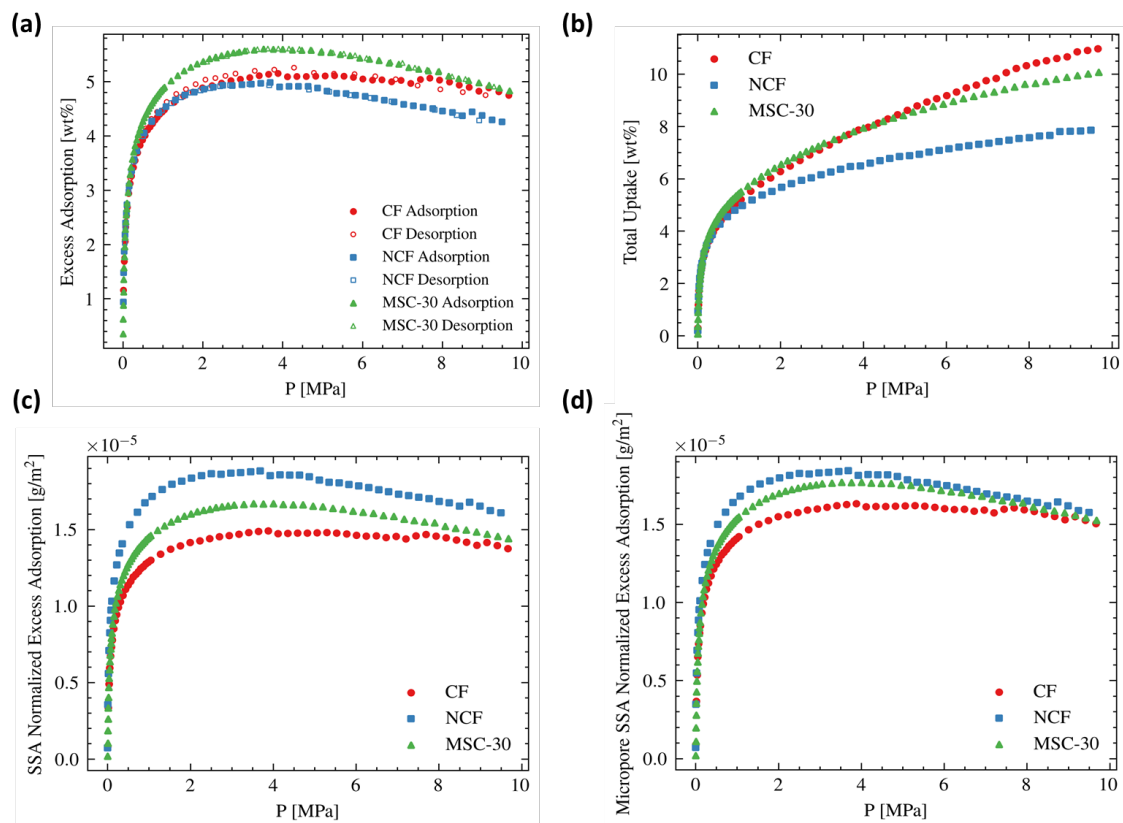 (a)
Excess Adsorption [wt%]
5
4
3
2
1
CF Adsorption
CF Desorption
NCF Adsorption
NCF Desorption
MSC-30 Adsorption
MSC-30 Desorption
0 2 4 6 8 10
P [MPa]
(b)
Total Uptake [wt%]
10
8
6
4
2
0
CF
NCF
MSC-30
0 2 4 6 8 10
P [MPa]
(c)
SSA Normalized Excess Adsorption [g/m²]
×10⁻⁵
1.5
1.0
0.5
0.0
CF
NCF
MSC-30
0 2 4 6 8 10
P [MPa]
(d)
Micropore SSA Normalized Excess Adsorption [g/m²]
×10⁻⁵
1.5
1.0
0.5
0.0
CF
NCF
MSC-30
0 2 4 6 8 10
P [MPa]